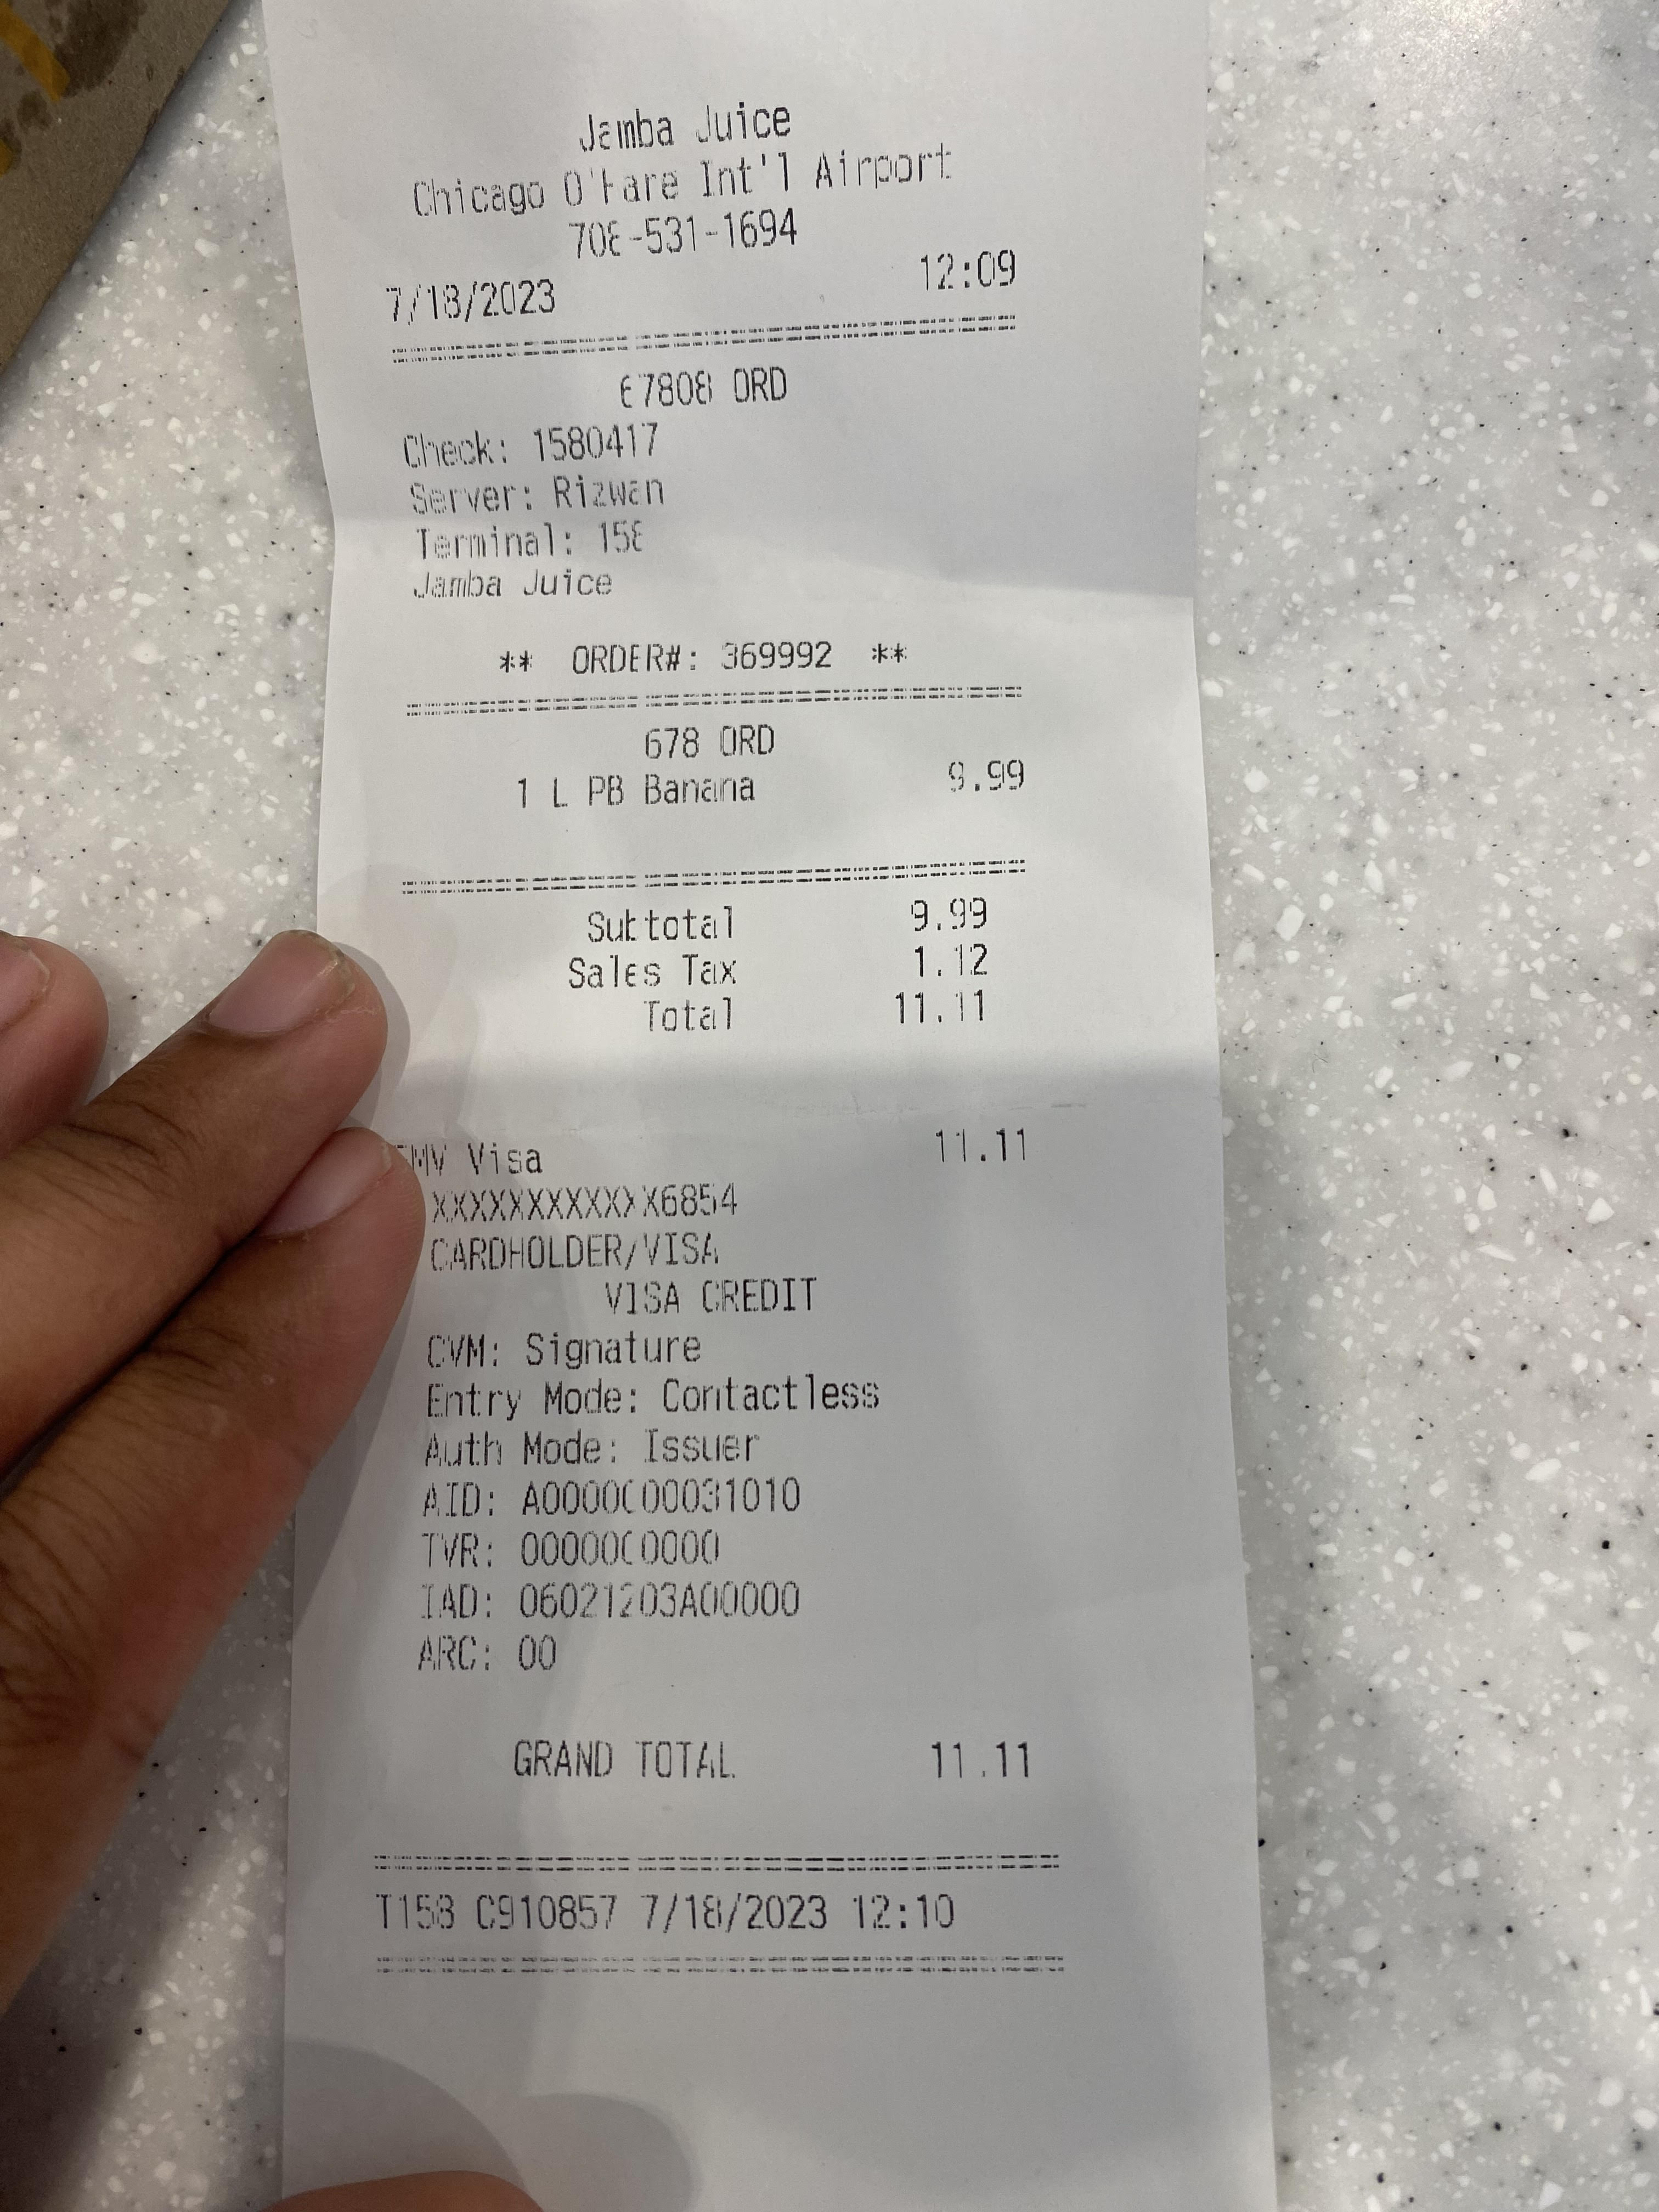 Jamba Juice
Chicago O'Hare Int'l Airport
708-531-1694
7/18/2023 12:09
67808 ORD
Check: 1580417
Server: Rizwan
Terminal: 158
Jamba Juice
** ORDER#: 369992 **
678 ORD
1 L PB Banana 9.99
Subtotal 9.99
Sales Tax 1.12
Total 11.11
EMV Visa 11.11
XXXXXXXXXXXX6854
CARDHOLDER/VISA
VISA CREDIT
CVM: Signature
Entry Mode: Contactless
Auth Mode: Issuer
AID: A0000000031010
TVR: 0000000000
IAD: 06021203A00000
ARC: 00
GRAND TOTAL 11.11
T158 C910857 7/18/2023 12:10